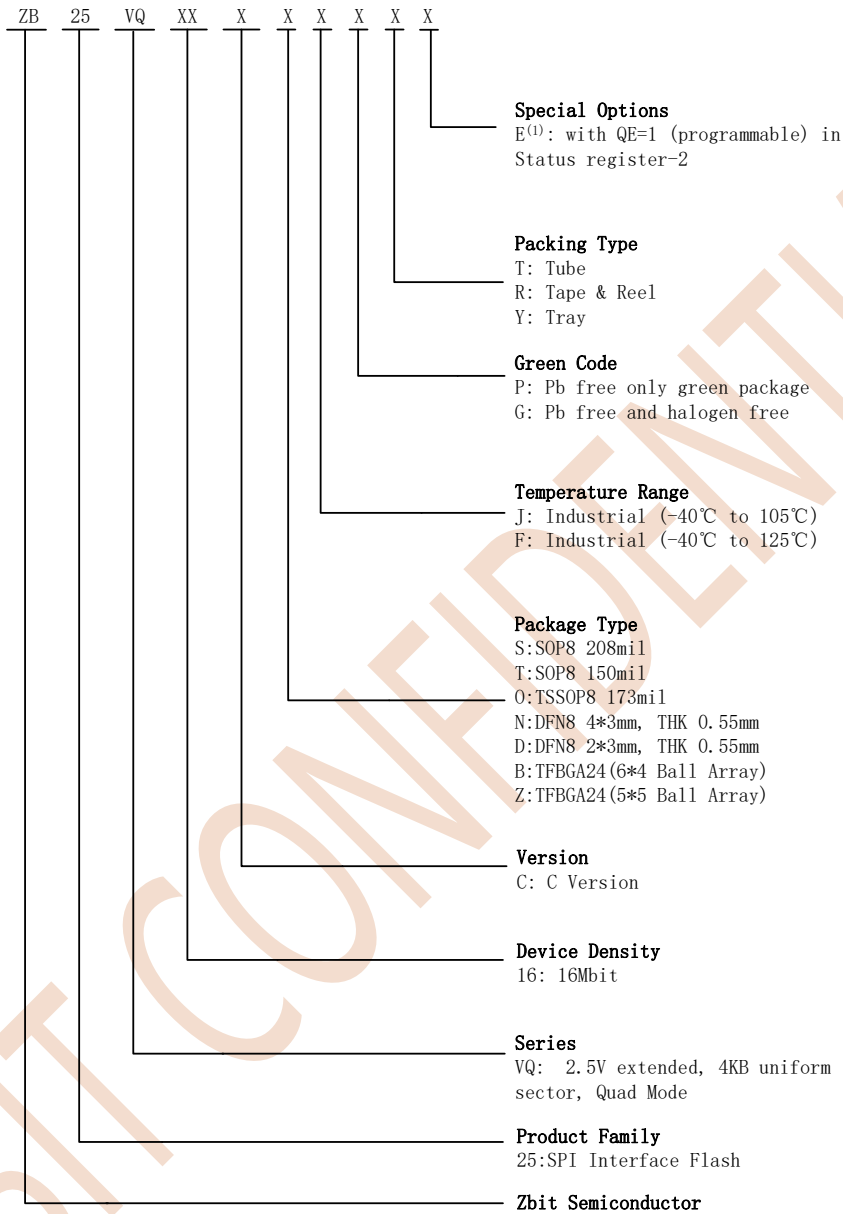 ZB 25 VQ XX X X X X X X
Special Options
E(1): with QE=1 (programmable) in
Status register-2
Packing Type
T: Tube
R: Tape & Reel
Y: Tray
Green Code
P: Pb free only green package
G: Pb free and halogen free
Temperature Range
J: Industrial (-40℃ to 105℃)
F: Industrial (-40℃ to 125℃)
Package Type
S:SOP8 208mil
T:SOP8 150mil
O:TSSOP8 173mil
N:DFN8 4*3mm, THK 0.55mm
D:DFN8 2*3mm, THK 0.55mm
B:TFBGA24(6*4 Ball Array)
Z:TFBGA24(5*5 Ball Array)
Version
C: C Version
Device Density
16: 16Mbit
Series
VQ: 2.5V extended, 4KB uniform
sector, Quad Mode
Product Family
25:SPI Interface Flash
Zbit Semiconductor
BIT CONFIDENTI